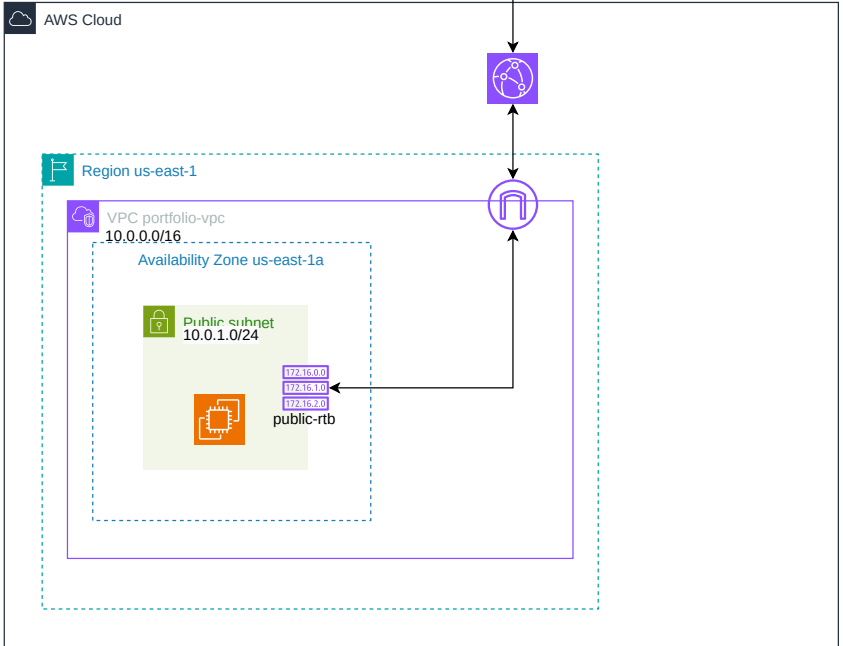 AWS Cloud
Region us-east-1
VPC portfolio-vpc
10.0.0.0/16
Availability Zone us-east-1a
Public subnet
10.0.1.0/24
172.16.0.0
172.16.1.0
172.16.2.0
public-rtb